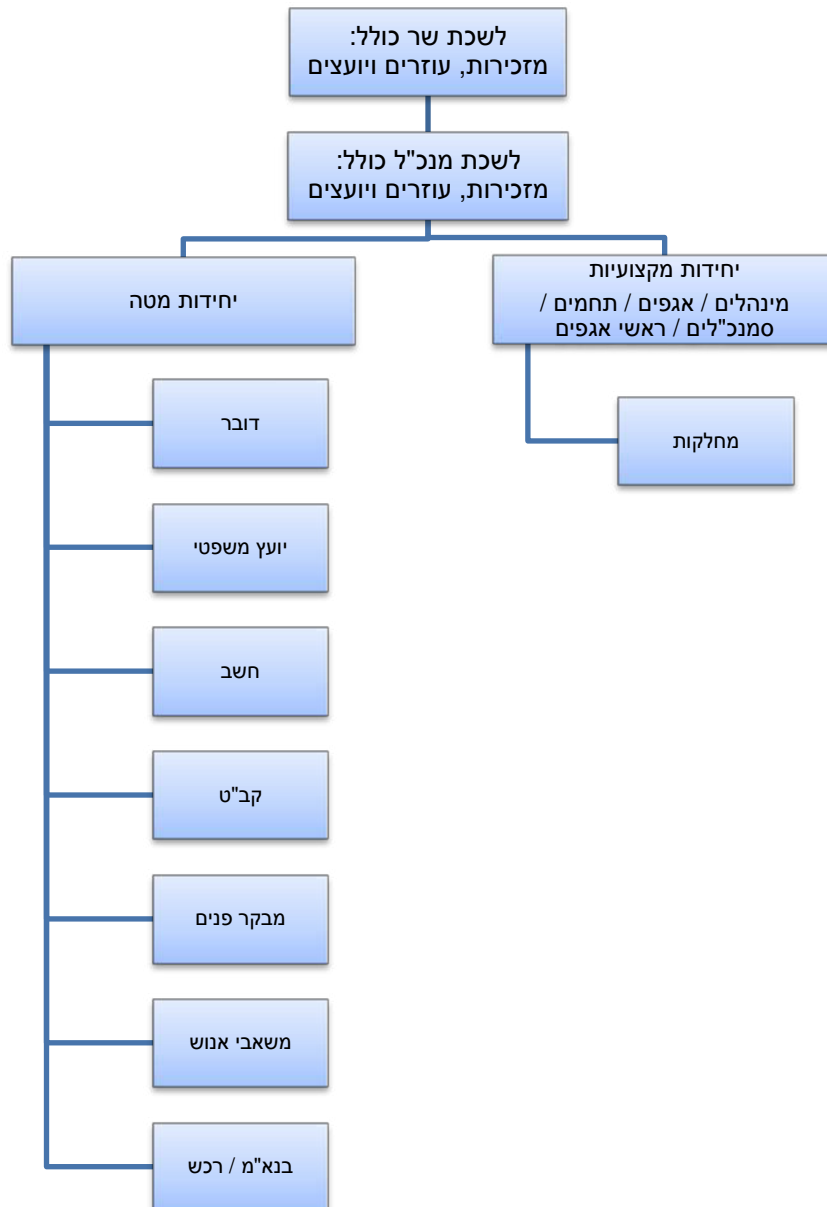 לשכת שר כולל:
מזכירות, עוזרים ויועצים
לשכת מנכ"ל כולל:
מזכירות, עוזרים ויועצים
יחידות מקצועיות
מינהלים / אגפים / תחמים /
סמנכ"לים / ראשי אגפים
מחלקות
יחידות מטה
דובר
יועץ משפטי
חשב
קב"ט
מבקר פנים
משאבי אנוש
בנא"מ / רכש